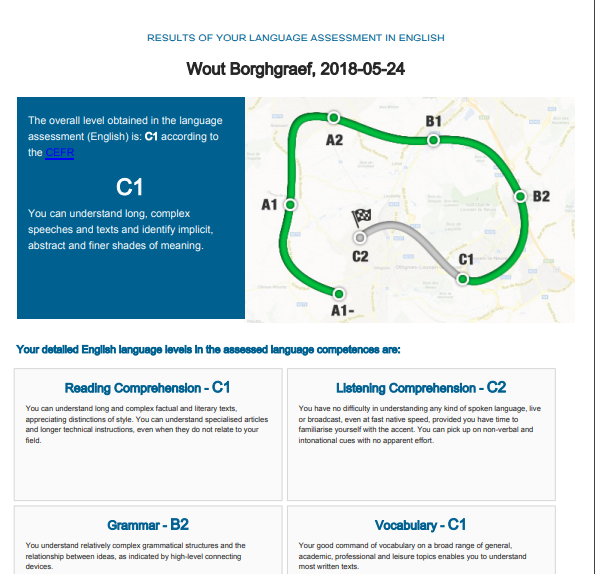 RESULTS OF YOUR LANGUAGE ASSESSMENT IN ENGLISH
Wout Borghgraef, 2018-05-24
The overall level obtained in the language
assessment (English) is: C1 according to
the CEFR
C1
You can understand long, complex
speeches and texts and identify implicit,
abstract and finer shades of meaning.
A2
B1
A1
B2
C2
C1
A1-
Your detailed English language levels in the assessed language competences are:
Reading Comprehension - C1
You can understand long and complex factual and literary texts,
appreciating distinctions of style. You can understand specialised articles
and longer technical instructions, even when they do not relate to your
field.
Listening Comprehension - C2
You have no difficulty in understanding any kind of spoken language, live
or broadcast, even at fast native speed, provided you have time to
familiarise yourself with the accent. You can pick up on non-verbal and
intonational cues with no apparent effort.
Grammar - B2
You understand relatively complex grammatical structures and the
relationship between ideas, as indicated by high-level connecting
devices.
Vocabulary - C1
Your good command of vocabulary on a broad range of general,
academic, professional and leisure topics enables you to understand
most written texts.